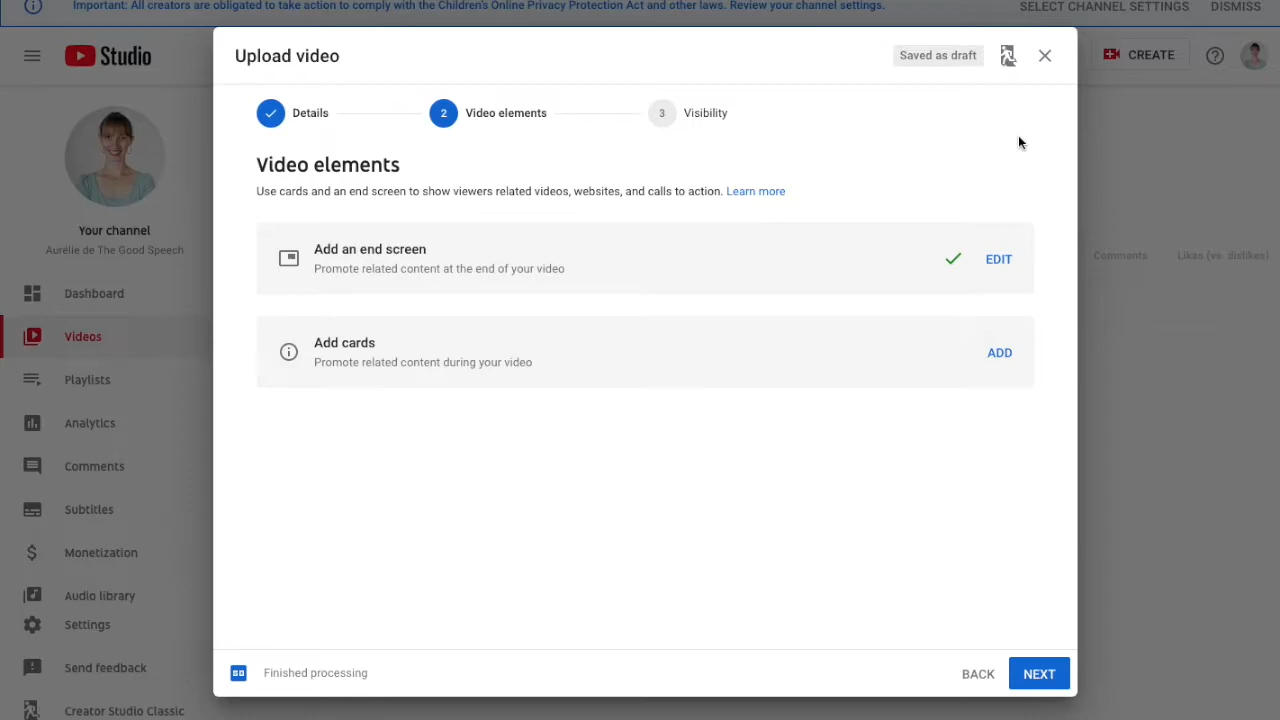 Important: All creators are obligated to take action to comply with the Children's Online Privacy Protection Act and other laws. Review your channel settings.
SELECT CHANNEL SETTINGS
DISMISS
Studio
CREATE
Upload video
Saved as draft
Details
2
Video elements
3
Visibility
Video elements
Use cards and an end screen to show viewers related videos, websites, and calls to action. Learn more
Add an end screen
Promote related content at the end of your video
EDIT
Add cards
Promote related content during your video
ADD
Your channel
Aurélie de The Good Speech
Dashboard
Videos
Playlists
Analytics
Comments
Subtitles
Monetization
Audio library
Settings
Send feedback
Creator Studio Classic
Comments
Likes (vs. dislikes)
SD
Finished processing
BACK
NEXT